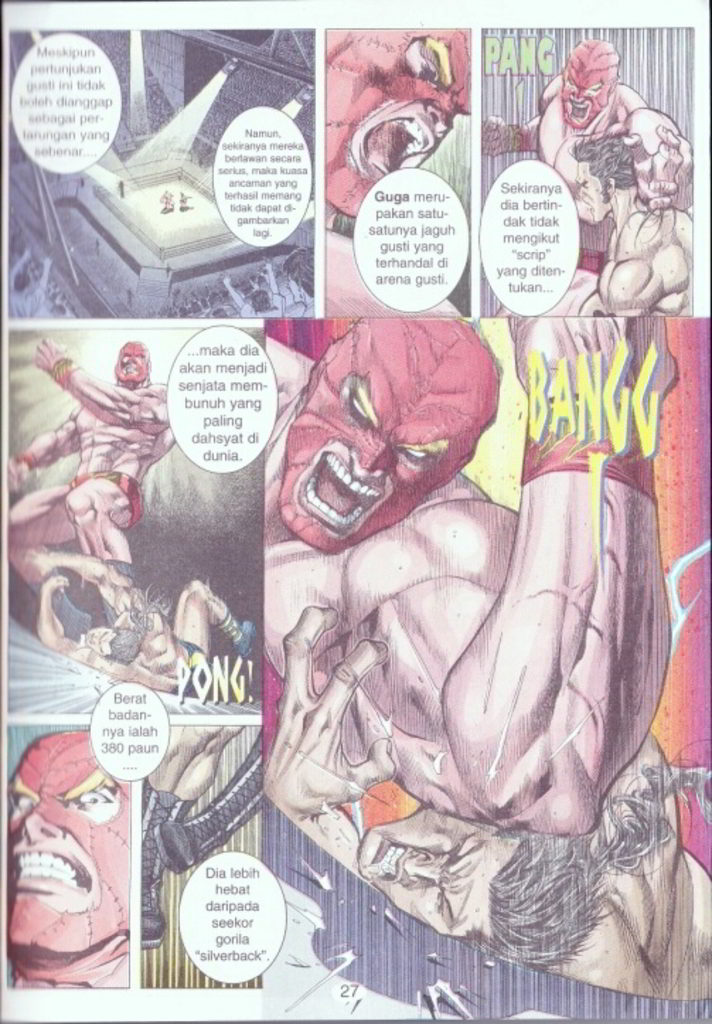 Meskipun
pertunjukan
gusti ini tidak
boleh dianggap
sebagai per-
tarungan yang
sebenar....
Namun,
sekiranya mereka
berlawan secara
serius, maka kuasa
ancaman yang
terhasil memang
tidak dapat di-
gambarkan
lagi.
Guga meru-
pakan satu-
satunya jaguh
gusti yang
terhandal di
arena gusti.
PANG
!
Sekiranya
dia bertin-
dak tidak
mengikut
"scrip"
yang diten-
tukan...
...maka dia
akan menjadi
senjata mem-
bunuh yang
paling
dahsyat di
dunia.
PONG!
BANGG
!
Berat
badan-
nya ialah
380 paun
....
Dia lebih
hebat
daripada
seekor
gorila
"silverback".
27